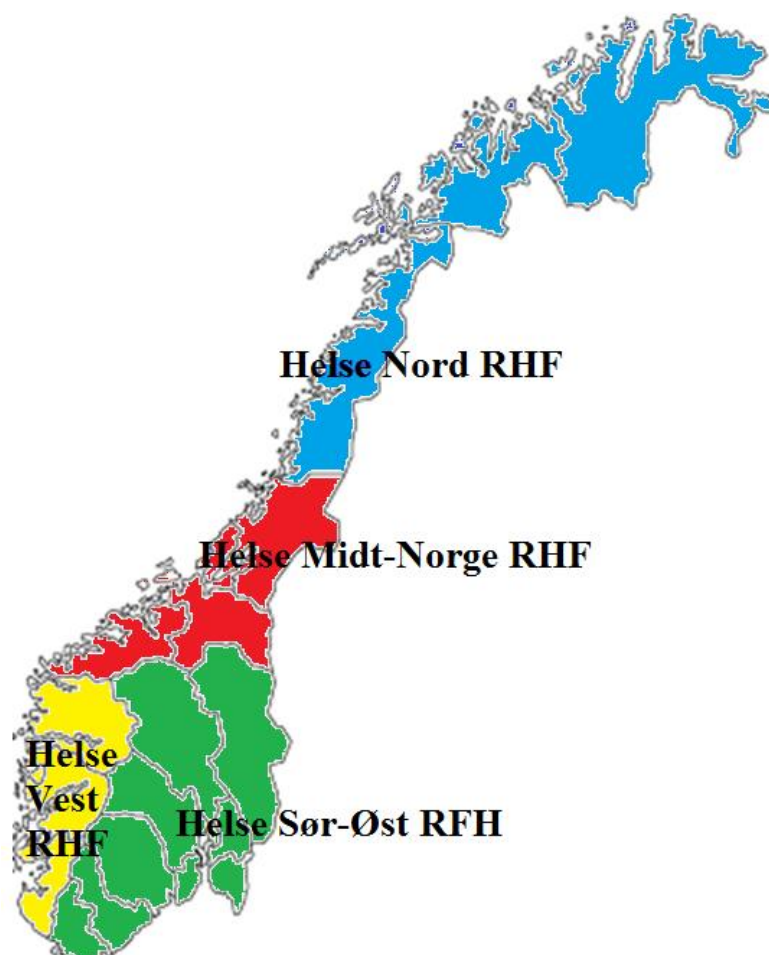 Helse Nord RHF
Helse Midt-Norge RHF
Helse
Vest
RHF
Helse Sør-Øst RFH